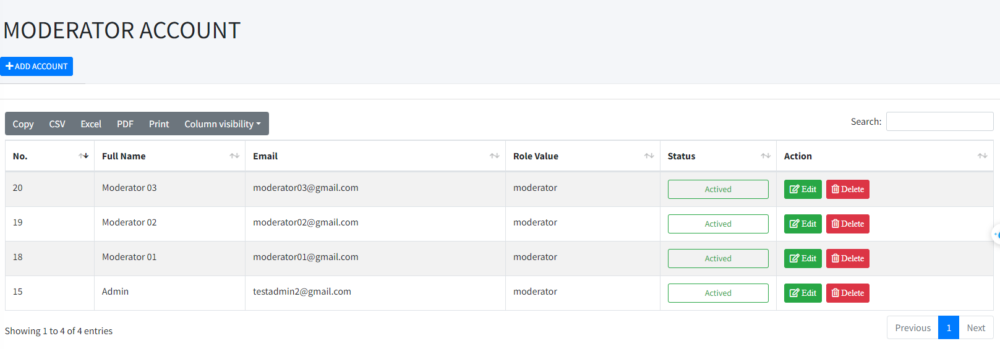 MODERATOR ACCOUNT
ADD ACCOUNT
Copy CSV Excel PDF Print Column visibility
Search:
No. Full Name Email Role Value Status Action
20 Moderator 03 moderator03@gmail.com moderator Actived Edit Delete
19 Moderator 02 moderator02@gmail.com moderator Actived Edit Delete
18 Moderator 01 moderator01@gmail.com moderator Actived Edit Delete
15 Admin testadmin2@gmail.com moderator Actived Edit Delete
Showing 1 to 4 of 4 entries
Previous 1 Next